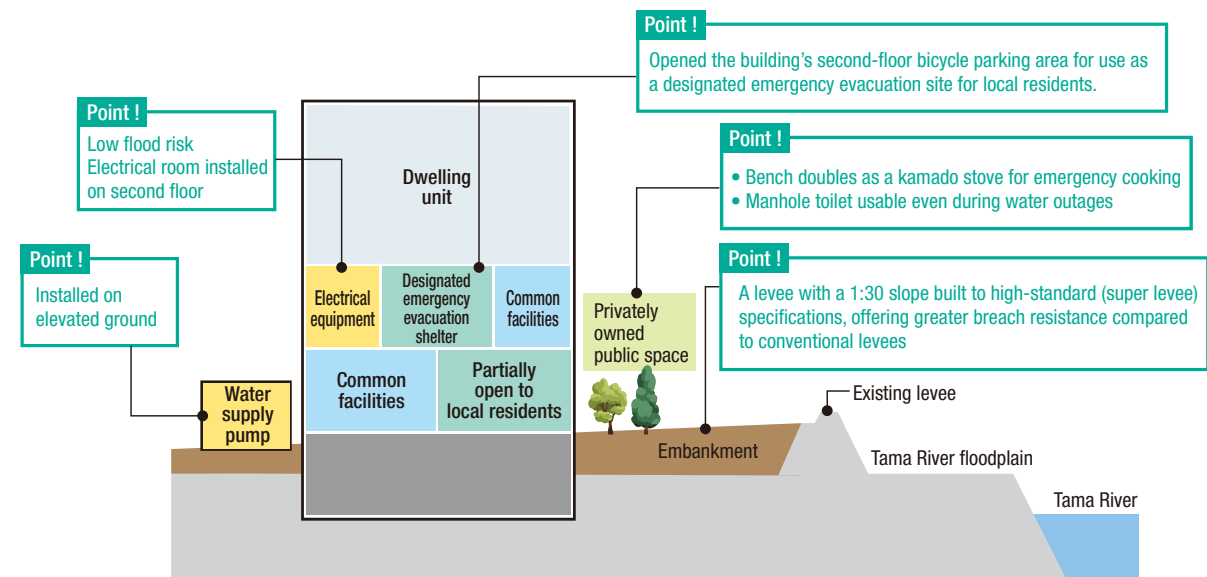 Point !
Opened the building’s second-floor bicycle parking area for use as
a designated emergency evacuation site for local residents.
Point !
Low flood risk
Electrical room installed
on second floor
Point !
• Bench doubles as a kamado stove for emergency cooking
• Manhole toilet usable even during water outages
Dwelling
unit
Point !
Installed on
elevated ground
Point !
A levee with a 1:30 slope built to high-standard (super levee)
specifications, offering greater breach resistance compared
to conventional levees
Electrical
equipment
Designated
emergency
evacuation
shelter
Common
facilities
Privately
owned
public space
Common
facilities
Partially
open to
local residents
Water
supply
pump
Existing levee
Embankment
Tama River floodplain
Tama River